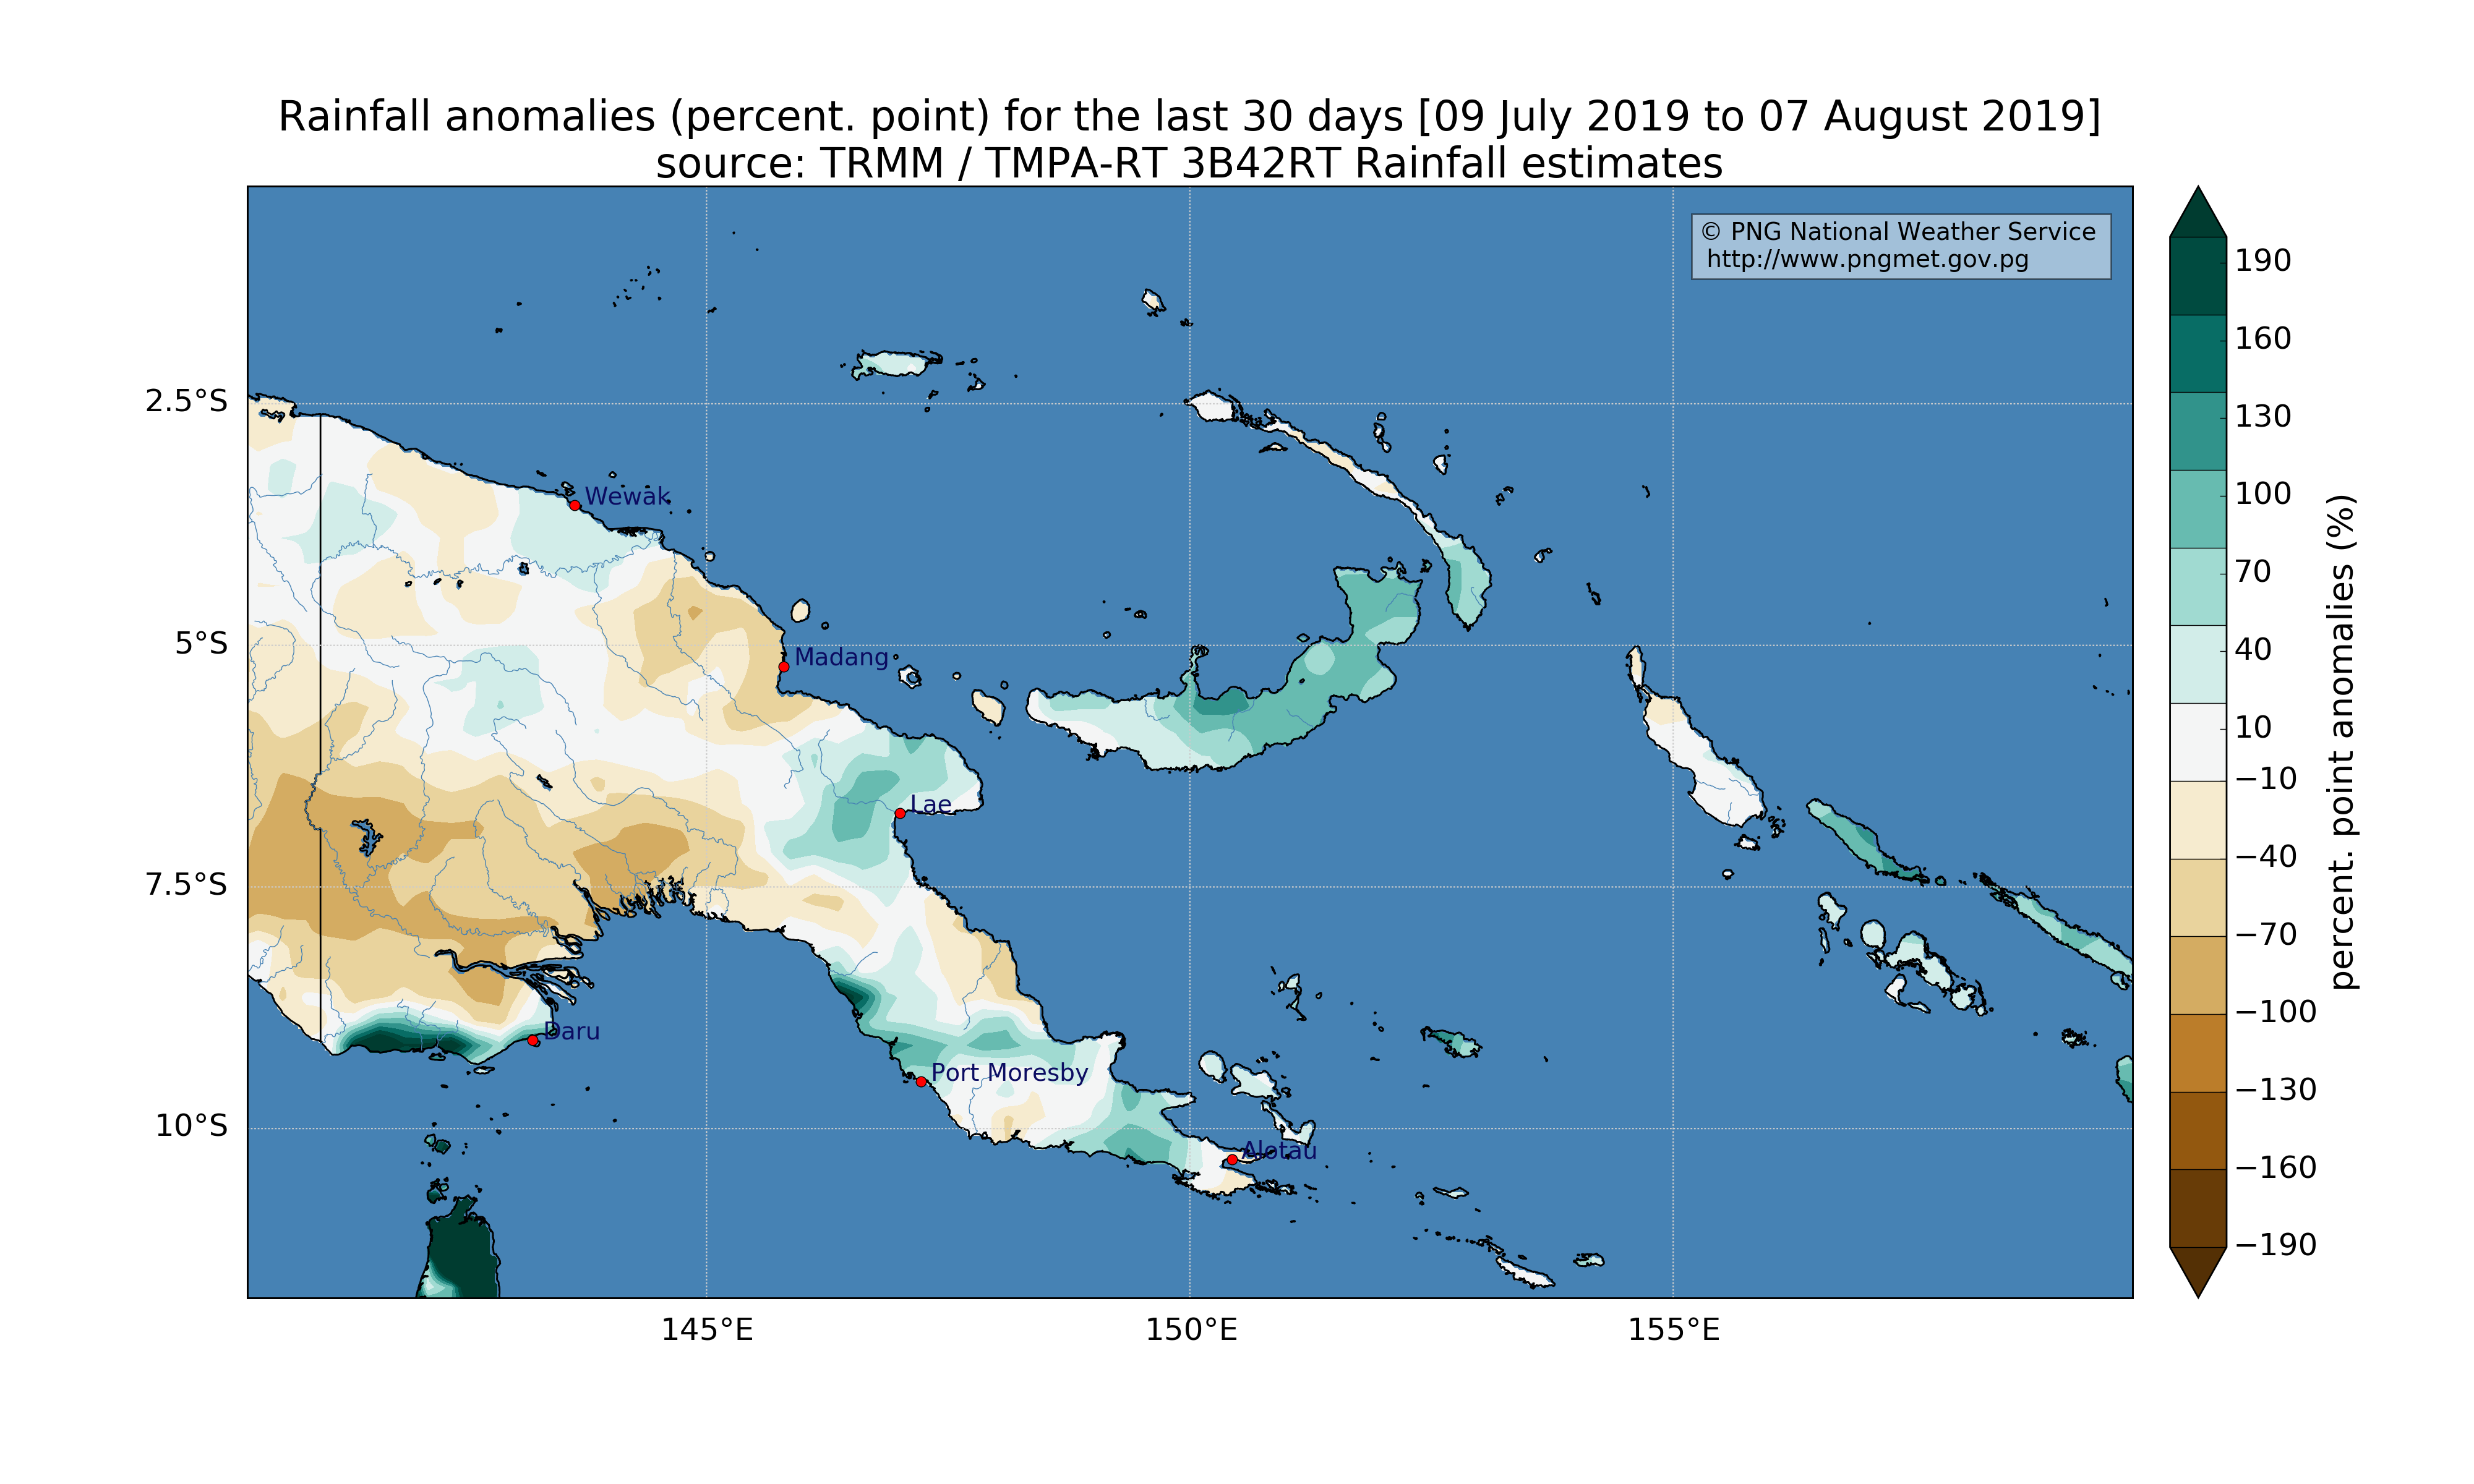 Rainfall anomalies (percent. point) for the last 30 days [09 July 2019 to 07 August 2019]
source: TRMM / TMPA-RT 3B42RT Rainfall estimates
© PNG National Weather Service
http://www.pngmet.gov.pg
2.5°S
5°S
7.5°S
10°S
Wewak
Madang
Lae
Daru
Port Moresby
Alotau
145°E
150°E
155°E
190
160
130
100
70
40
10
−10
−40
−70
−100
−130
−160
−190
percent. point anomalies (%)